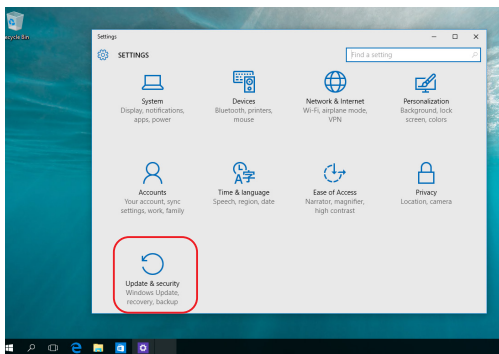 Recycle Bin
Settings
SETTINGS
Find a setting
System
Display, notifications,
apps, power
Devices
Bluetooth, printers,
mouse
Network & Internet
Wi-Fi, airplane mode,
VPN
Personalization
Background, lock
screen, colors
Accounts
Your account, sync
settings, work, family
Time & language
Speech, region, date
Ease of Access
Narrator, magnifier,
high contrast
Privacy
Location, camera
Update & security
Windows Update,
recovery, backup